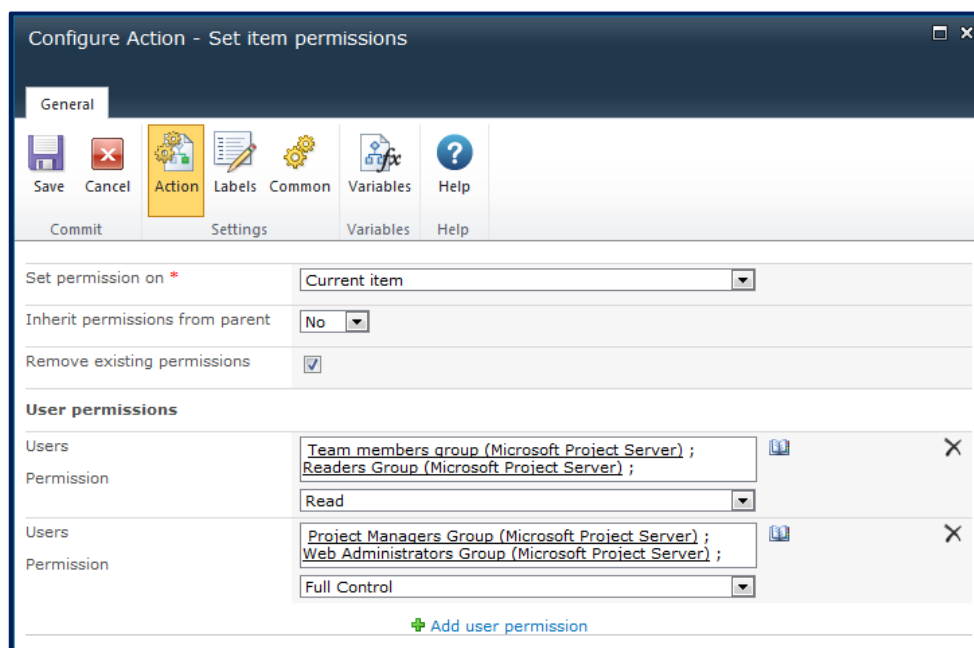 Configure Action - Set item permissions
General
Save Cancel Action Labels Common Variables Help
Commit Settings Variables Help
Set permission on * Current item
Inherit permissions from parent No
Remove existing permissions
User permissions
Users Team members group (Microsoft Project Server) ;
Readers Group (Microsoft Project Server) ;
Permission
Read
Users Project Managers Group (Microsoft Project Server) ;
Web Administrators Group (Microsoft Project Server) ;
Permission
Full Control
Add user permission